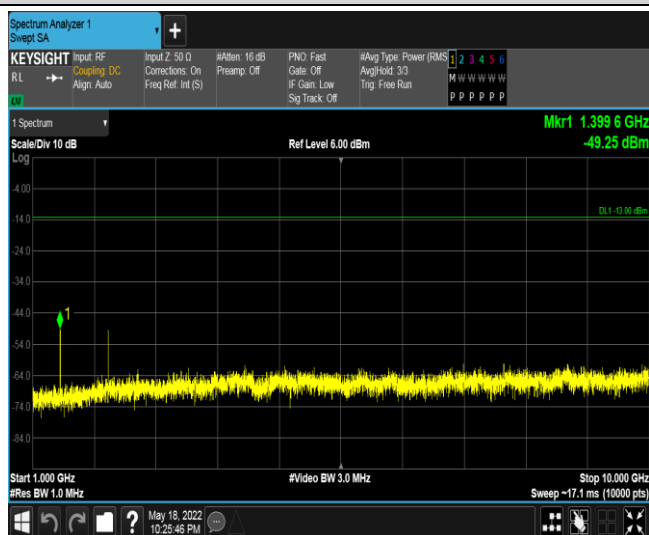 Spectrum Analyzer 1
Swept SA
+
KEYSIGHT
RL
Input: RF
Coupling: DC
Align: Auto
Input Z: 50 Ω
Corrections: On
Freq Ref: Int (S)
#Atten: 16 dB
Preamp: Off
PNO: Fast
Gate: Off
IF Gain: Low
Sig Track: Off
#Avg Type: Power (RMS
Avg|Hold: 3/3
Trig: Free Run
1 2 3 4 5 6
M W W W W W
P P P P P P
1 Spectrum
Mkr1 1.399 6 GHz
Scale/Div 10 dB
Ref Level 6.00 dBm
-49.25 dBm
Log
-4.00
DL1 -13.00 dBm
-14.0
-24.0
-34.0
-44.0
1
-54.0
-64.0
-74.0
-84.0
Start 1.000 GHz
#Video BW 3.0 MHz
Stop 10.000 GHz
#Res BW 1.0 MHz
Sweep ~17.1 ms (10000 pts)
?
May 18, 2022
10:25:46 PM